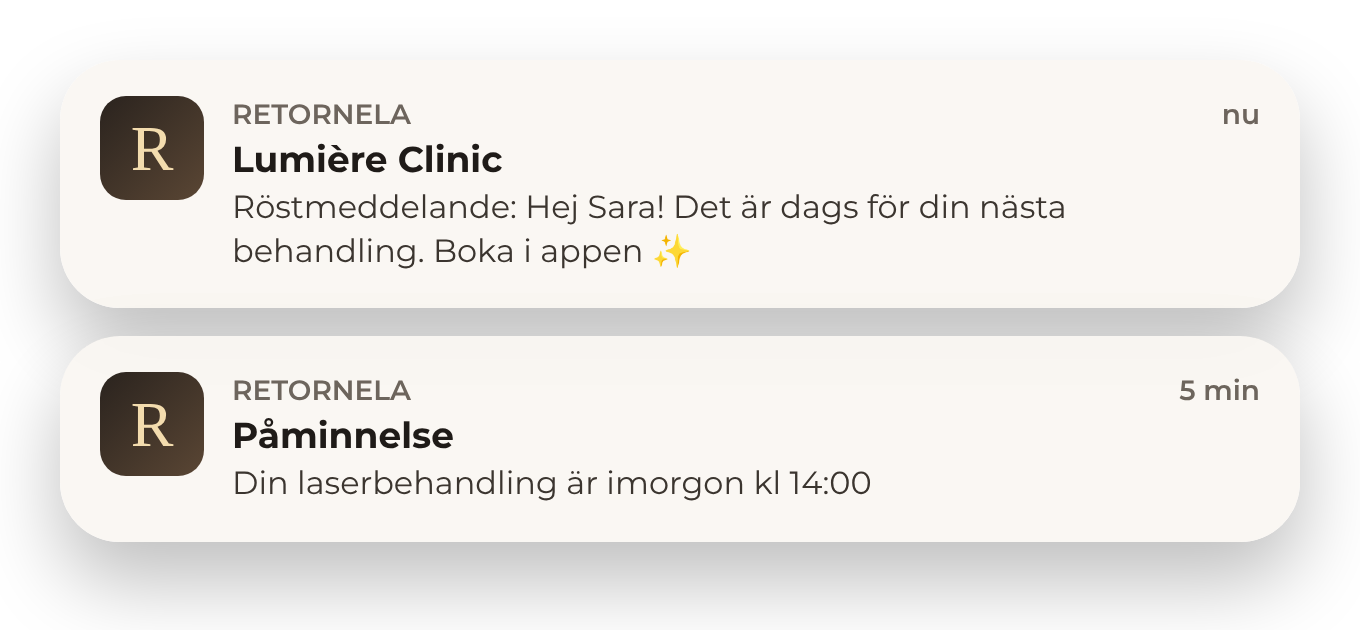 R
RETORNELA
nu
Lumière Clinic
Röstmeddelande: Hej Sara! Det är dags för din nästa
behandling. Boka i appen ✨
R
RETORNELA
5 min
Påminnelse
Din laserbehandling är imorgon kl 14:00